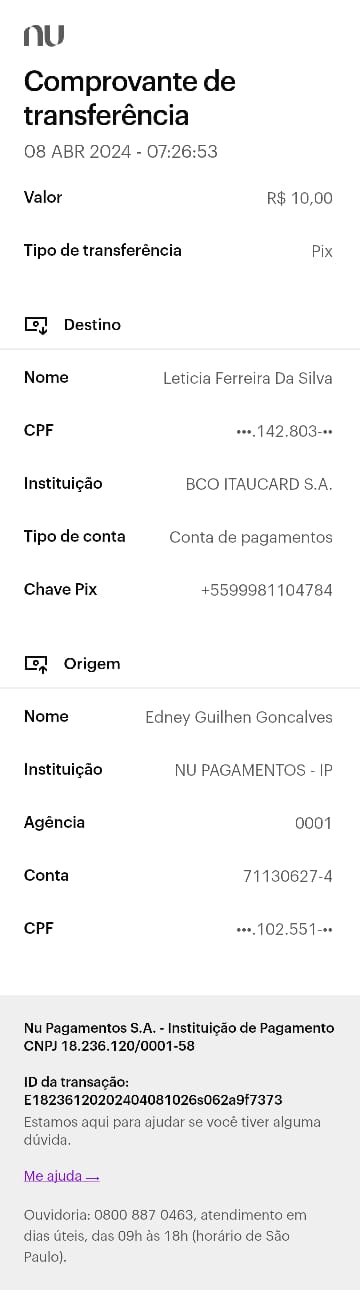 nu
Comprovante de
transferência
08 ABR 2024 - 07:26:53
Valor R$ 10,00
Tipo de transferência Pix
Destino
Nome Leticia Ferreira Da Silva
CPF •••.142.803-••
Instituição BCO ITAUCARD S.A.
Tipo de conta Conta de pagamentos
Chave Pix +5599981104784
Origem
Nome Edney Guilhen Goncalves
Instituição NU PAGAMENTOS - IP
Agência 0001
Conta 71130627-4
CPF •••.102.551-••
Nu Pagamentos S.A. - Instituição de Pagamento
CNPJ 18.236.120/0001-58
ID da transação:
E18236120202404081026s062a9f7373
Estamos aqui para ajudar se você tiver alguma
dúvida.
Me ajuda →
Ouvidoria: 0800 887 0463, atendimento em
dias úteis, das 09h às 18h (horário de São
Paulo).